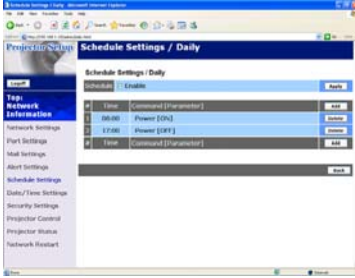 Projector Setup
Schedule Settings / Daily
Schedule Settings / Daily
Logoff
Schedule
Enable
Apply
Top:
Network
Information
# Time Command [Parameter] Add
1 08:00 Power [ON] Delete
2 17:00 Power [OFF] Delete
# Time Command [Parameter] Add
Back
Network Settings
Port Settings
Mail Settings
Alert Settings
Schedule Settings
Date/Time Settings
Security Settings
Projector Control
Projector Status
Network Restart